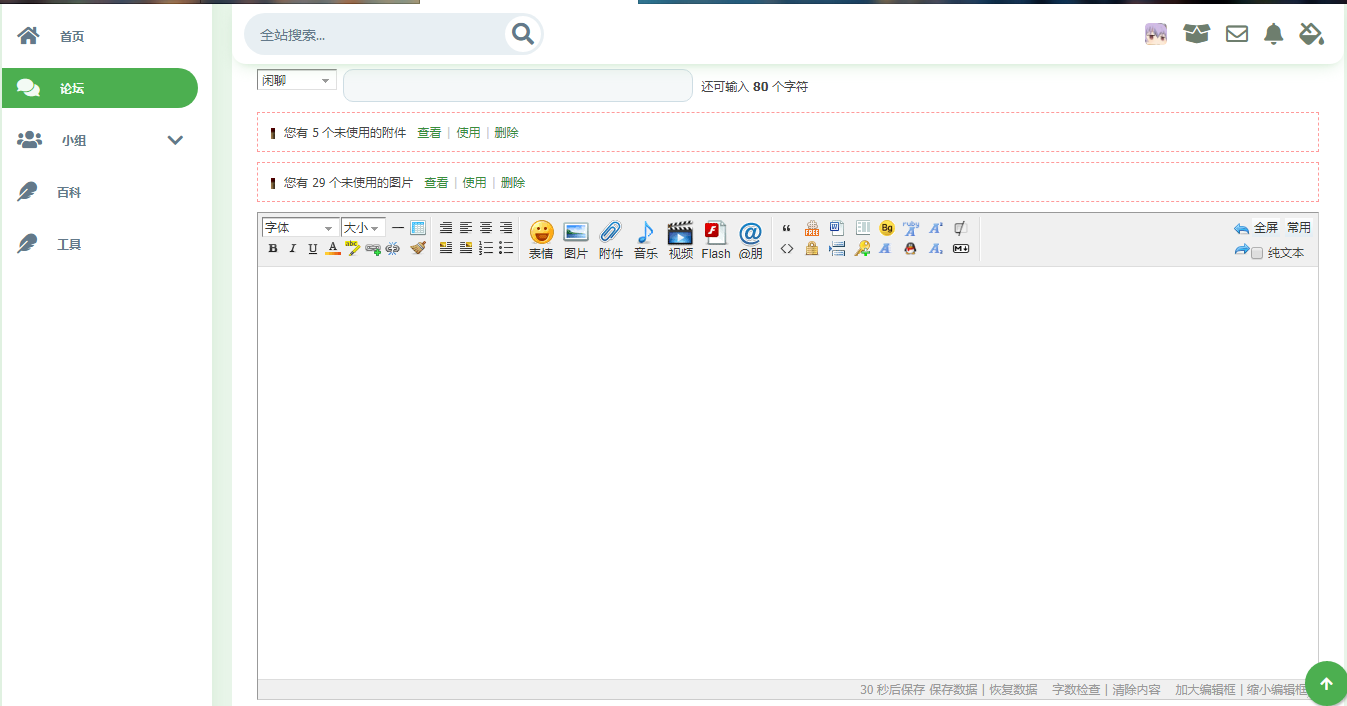 首页
论坛
小组
百科
工具
全站搜索...
闲聊
还可输入 80 个字符
您有 5 个未使用的附件 查看 | 使用 | 删除
您有 29 个未使用的图片 查看 | 使用 | 删除
字体 大小
B I U A abc
表情 图片 附件 音乐 视频 Flash @朋
Bg ruby
全屏 常用
纯文本
30 秒后保存 保存数据 | 恢复数据 字数检查 | 清除内容 加大编辑框 | 缩小编辑框